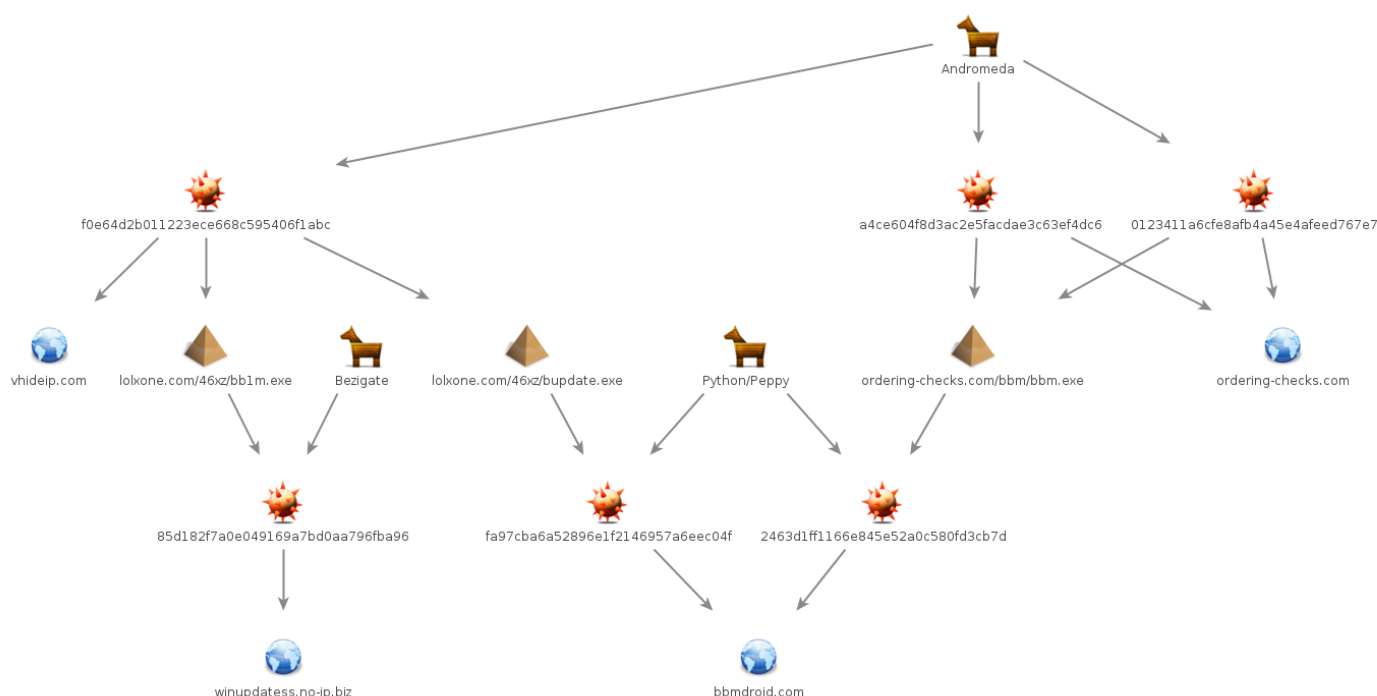 Andromeda
f0e64d2b011223ece668c595406f1abc
a4ce604f8d3ac2e5facdae3c63ef4dc6
0123411a6cfe8afb4a45e4afeed767e7
vhideip.com
lolxone.com/46xz/bb1m.exe
Bezigate
lolxone.com/46xz/bupdate.exe
Python/Peppy
ordering-checks.com/bbm/bbm.exe
ordering-checks.com
85d182f7a0e049169a7bd0aa796fba96
fa97cba6a52896e1f2146957a6eec04f
2463d1ff1166e845e52a0c580fd3cb7d
winupdatess.no-ip.biz
bbmdroid.com